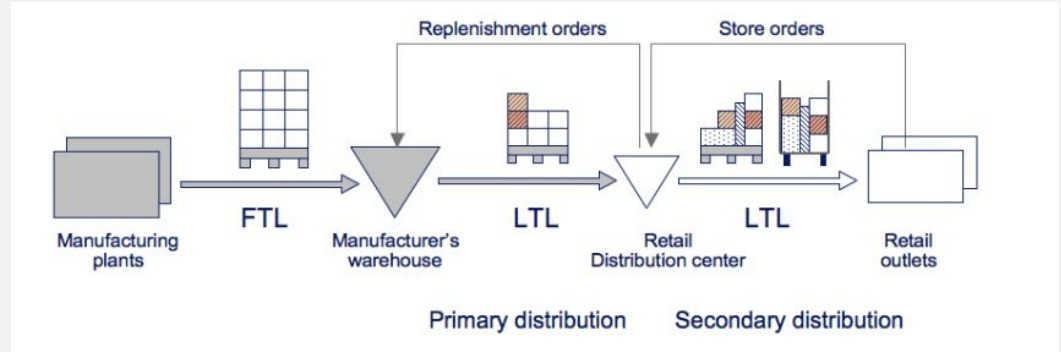 Replenishment orders
Store orders
FTL
LTL
LTL
Manufacturing
plants
Manufacturer's
warehouse
Retail
Distribution center
Retail
outlets
Primary distribution
Secondary distribution